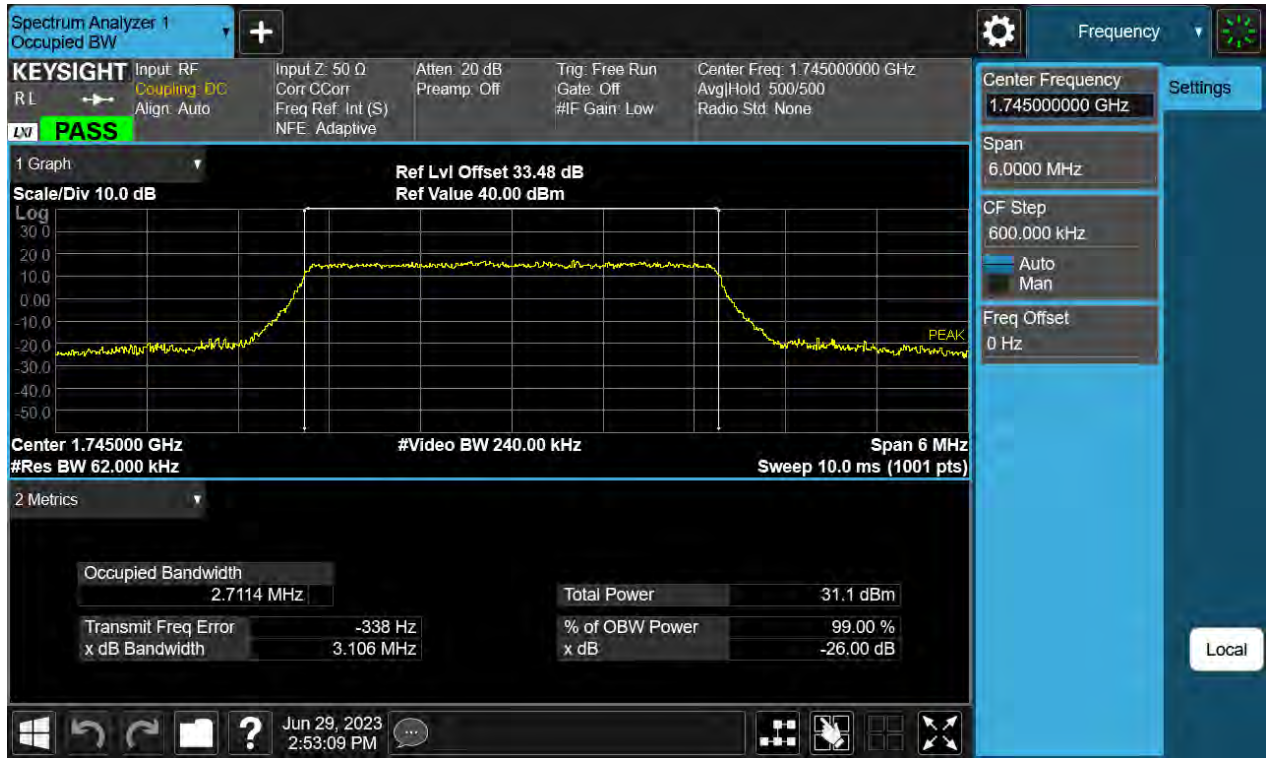 Spectrum Analyzer 1
Occupied BW
+
Frequency
KEYSIGHT
RL
LXI
PASS
Input: RF
Coupling: DC
Align: Auto
Input Z: 50 Ω
Corr CCorr
Freq Ref: Int (S)
NFE: Adaptive
Atten: 20 dB
Preamp: Off
Trig: Free Run
Gate: Off
#IF Gain: Low
Center Freq: 1.745000000 GHz
Avg|Hold: 500/500
Radio Std: None
1 Graph
Scale/Div 10.0 dB
Ref Lvl Offset 33.48 dB
Ref Value 40.00 dBm
Log
30.0
20.0
10.0
0.00
-10.0
-20.0
-30.0
-40.0
-50.0
PEAK
Center 1.745000 GHz
#Video BW 240.00 kHz
Span 6 MHz
#Res BW 62.000 kHz
Sweep 10.0 ms (1001 pts)
2 Metrics
Occupied Bandwidth
2.7114 MHz
Transmit Freq Error -338 Hz
x dB Bandwidth 3.106 MHz
Total Power 31.1 dBm
% of OBW Power 99.00 %
x dB -26.00 dB
Center Frequency
1.745000000 GHz
Span
6.0000 MHz
CF Step
600.000 kHz
Auto
Man
Freq Offset
0 Hz
Settings
Local
?
Jun 29, 2023
2:53:09 PM